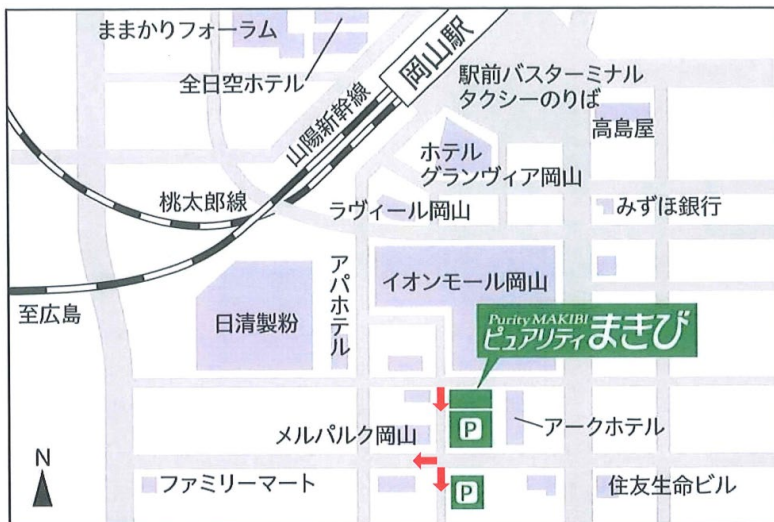 ままかりフォーラム
全日空ホテル
岡山駅
山陽新幹線
駅前バスターミナル
タクシーのりば
高島屋
ホテル
グランヴィア岡山
桃太郎線
ラヴィール岡山
みずほ銀行
至広島
日清製粉
アパホテル
イオンモール岡山
Purity MAKIBI
ピュアリティまきび
P
メルパルク岡山
アークホテル
N
ファミリーマート
P
住友生命ビル